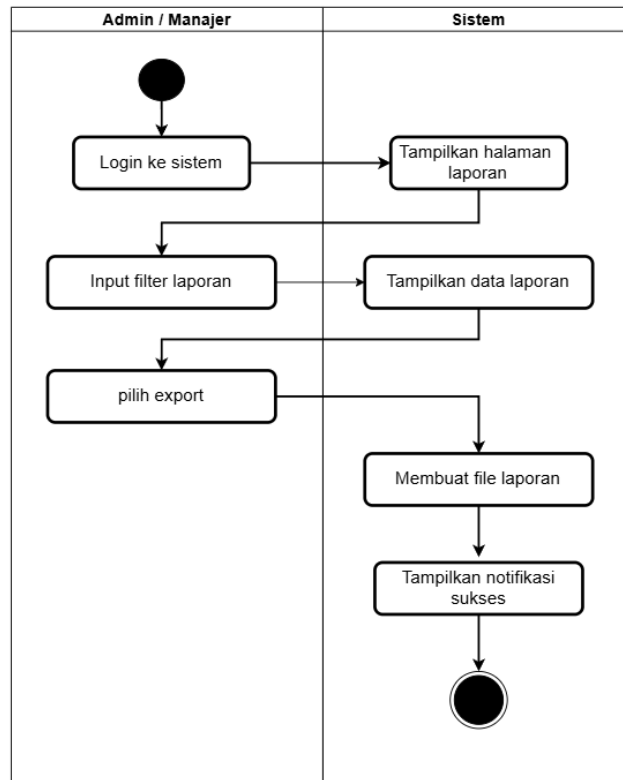 Admin / Manajer
Sistem
Login ke sistem
Tampilkan halaman
laporan
Input filter laporan
Tampilkan data laporan
pilih export
Membuat file laporan
Tampilkan notifikasi
sukses